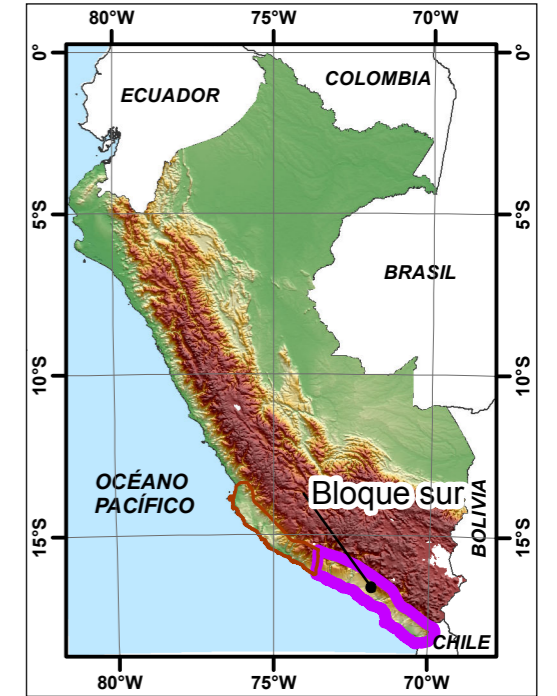 80°W 75°W 70°W
0° 0°
COLOMBIA
ECUADOR
5°S 5°S
BRASIL
10°S 10°S
OCÉANO
PACÍFICO
Bloque sur
BOLIVIA
15°S 15°S
CHILE
80°W 75°W 70°W